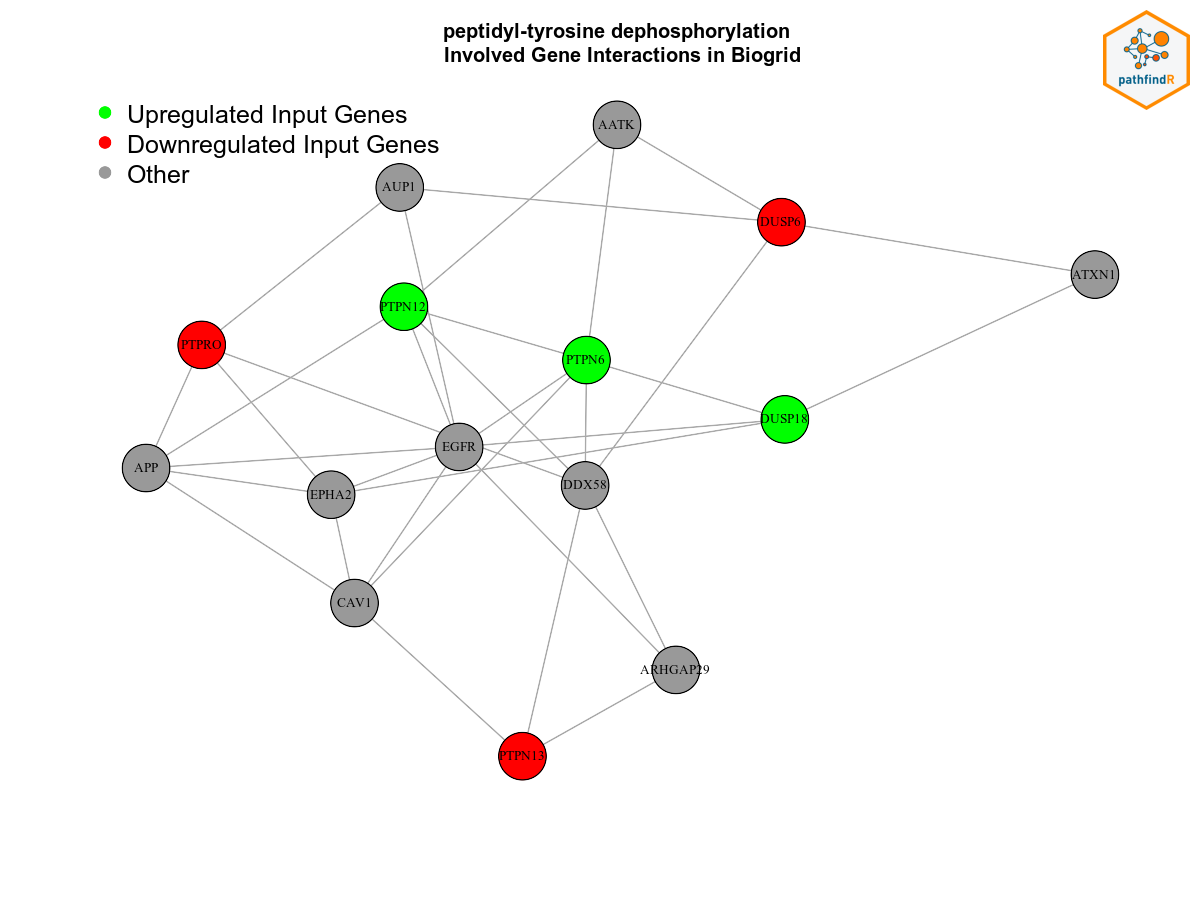 peptidyl-tyrosine dephosphorylation
Involved Gene Interactions in Biogrid
pathfindR
Upregulated Input Genes
Downregulated Input Genes
Other
AATK
AUP1
DUSP6
ATXN1
PTPN12
PTPRO
PTPN6
DUSP18
EGFR
APP
EPHA2
DDX58
CAV1
ARHGAP29
PTPN13